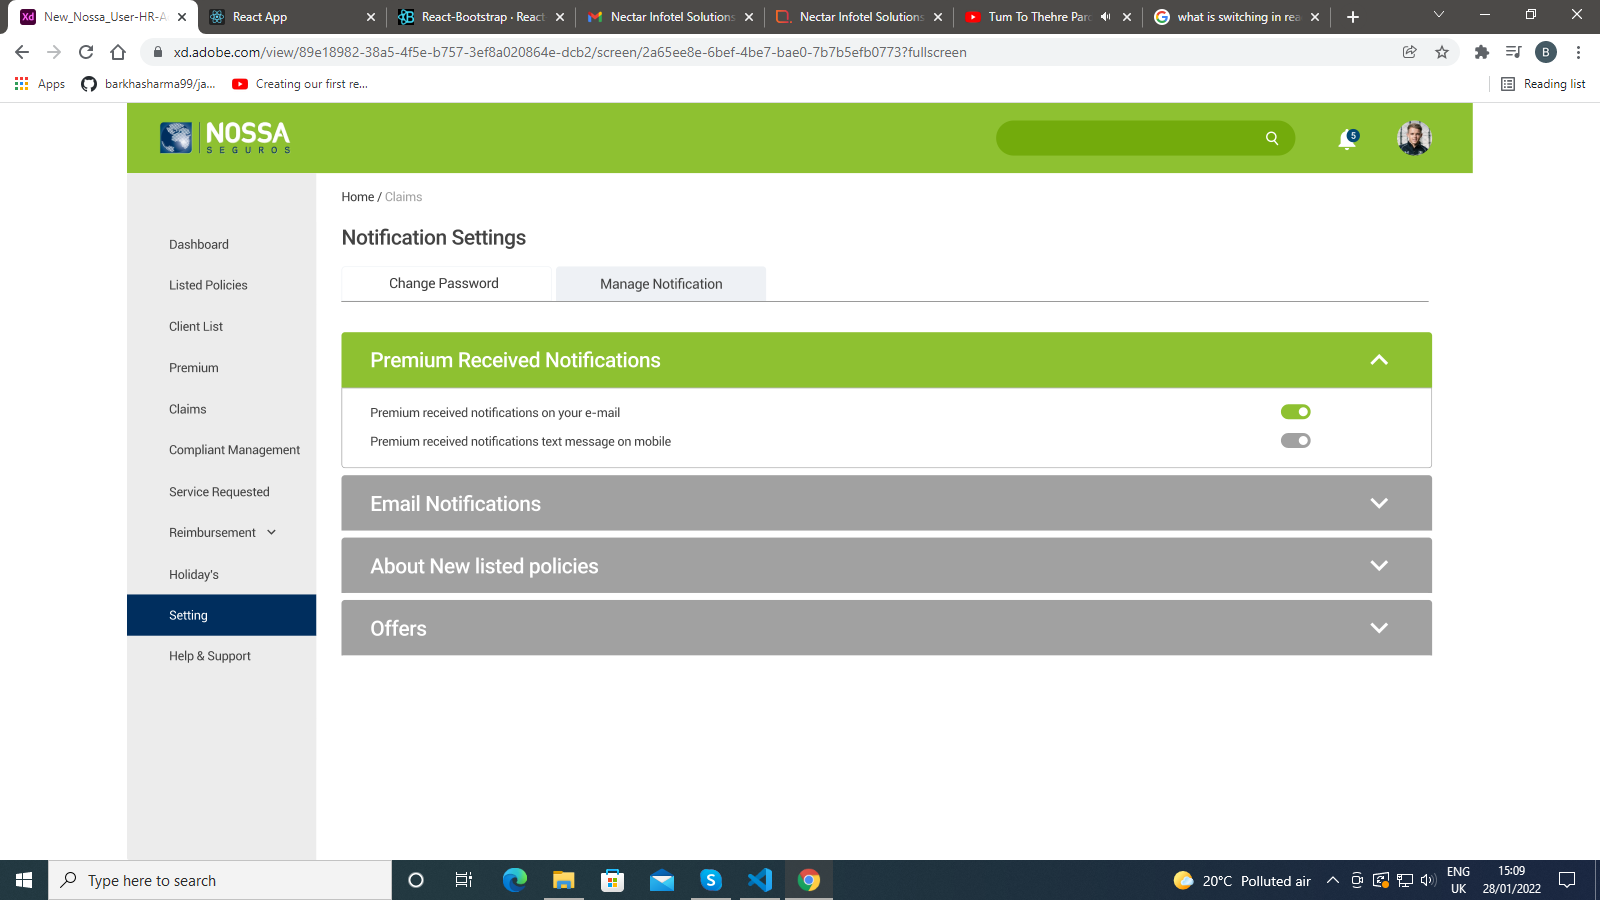 New_Nossa_User-HR-A
React App
React-Bootstrap · React
Nectar Infotel Solutions
Nectar Infotel Solutions
Tum To Thehre Pard
what is switching in rea
xd.adobe.com/view/89e18982-38a5-4f5e-b757-3ef8a020864e-dcb2/screen/2a65ee8e-6bef-4be7-bae0-7b7b5efb0773?fullscreen
B
Apps
barkhasharma99/ja...
Creating our first re...
Reading list
NOSSA
SEGUROS
5
Home / Claims
Notification Settings
Change Password
Manage Notification
Dashboard
Listed Policies
Client List
Premium
Claims
Compliant Management
Service Requested
Reimbursement
Holiday's
Setting
Help & Support
Premium Received Notifications
Premium received notifications on your e-mail
Premium received notifications text message on mobile
Email Notifications
About New listed policies
Offers
Type here to search
20°C Polluted air
ENG
UK
15:09
28/01/2022